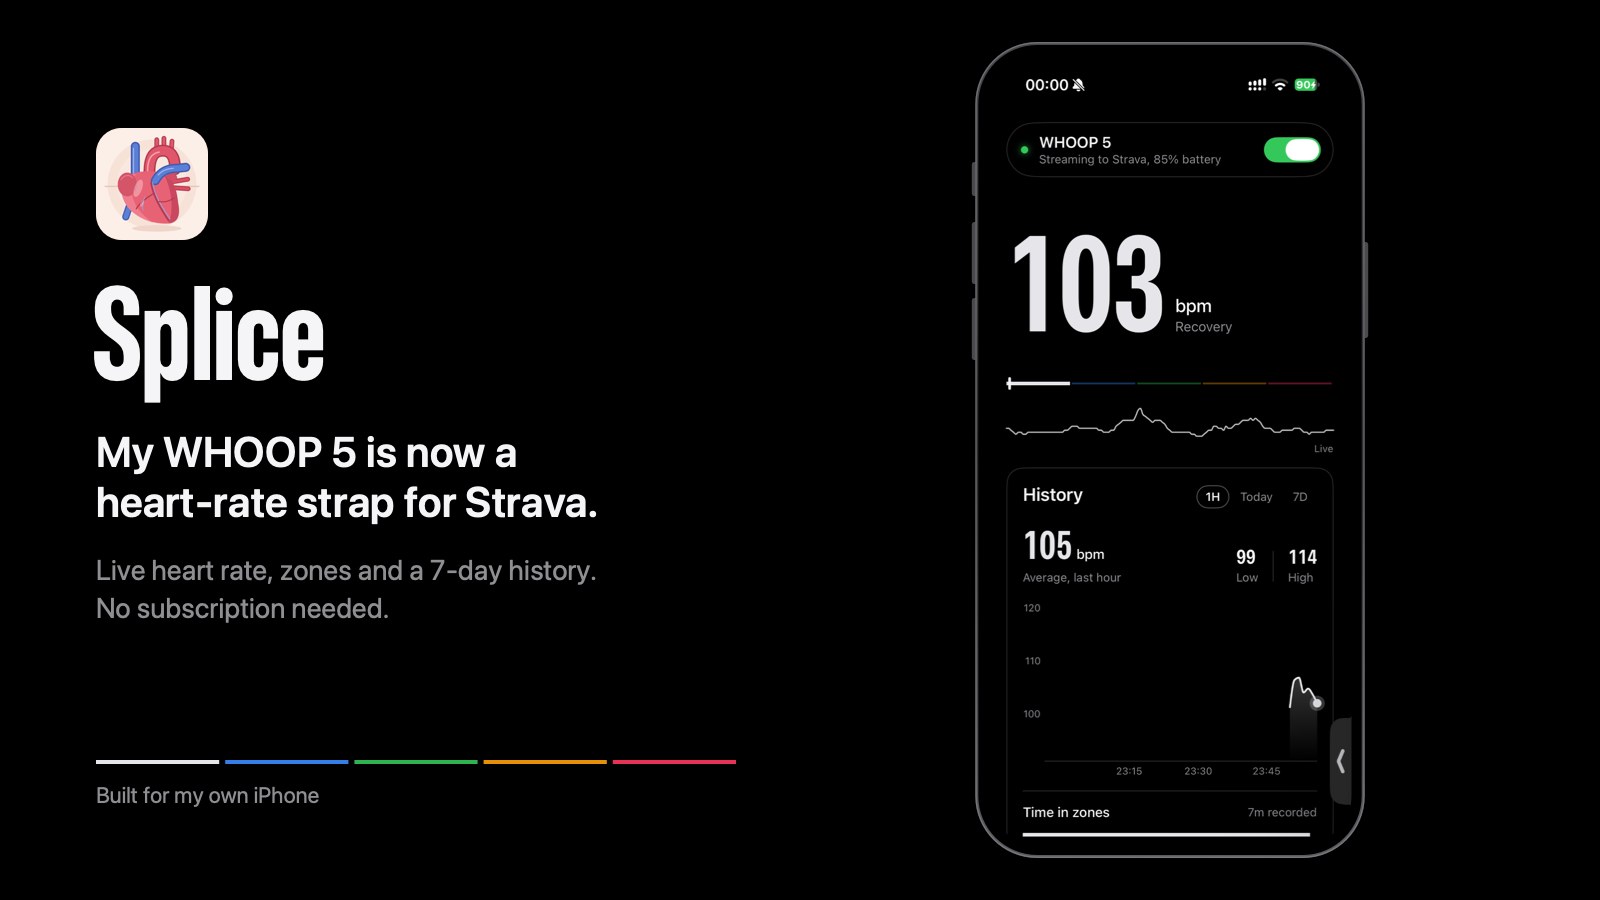 Splice
My WHOOP 5 is now a
heart-rate strap for Strava.
Live heart rate, zones and a 7-day history.
No subscription needed.
Built for my own iPhone
00:00
90
WHOOP 5
Streaming to Strava, 85% battery
103 bpm
Recovery
Live
History
1H Today 7D
105 bpm
99 114
Average, last hour
Low High
120
110
100
23:15 23:30 23:45
Time in zones 7m recorded